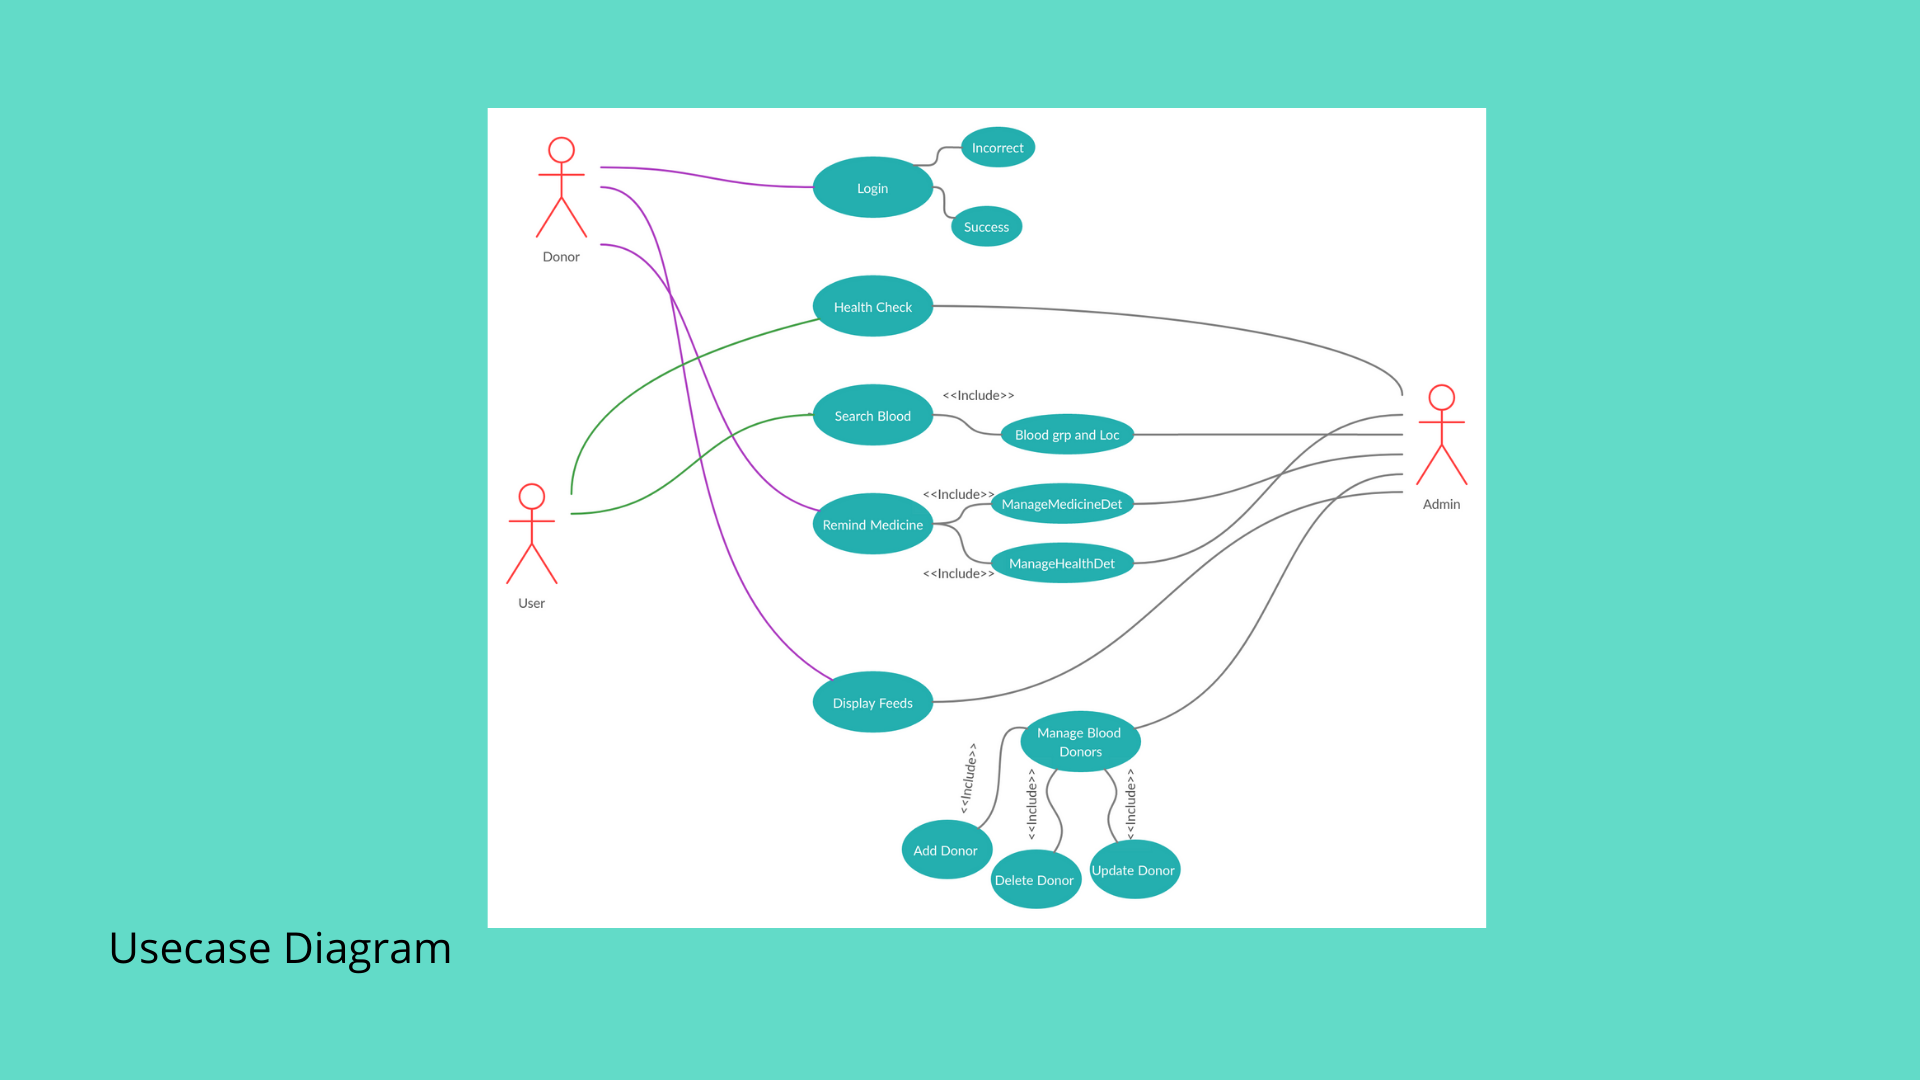 Donor
Login
Incorrect
Success
Health Check
Search Blood
<<Include>>
Blood grp and Loc
Admin
User
Remind Medicine
<<Include>>
ManageMedicineDet
ManageHealthDet
<<Include>>
Display Feeds
Manage Blood
Donors
<<Include>>
<<Include>>
<<Include>>
Add Donor
Delete Donor
Update Donor
Usecase Diagram